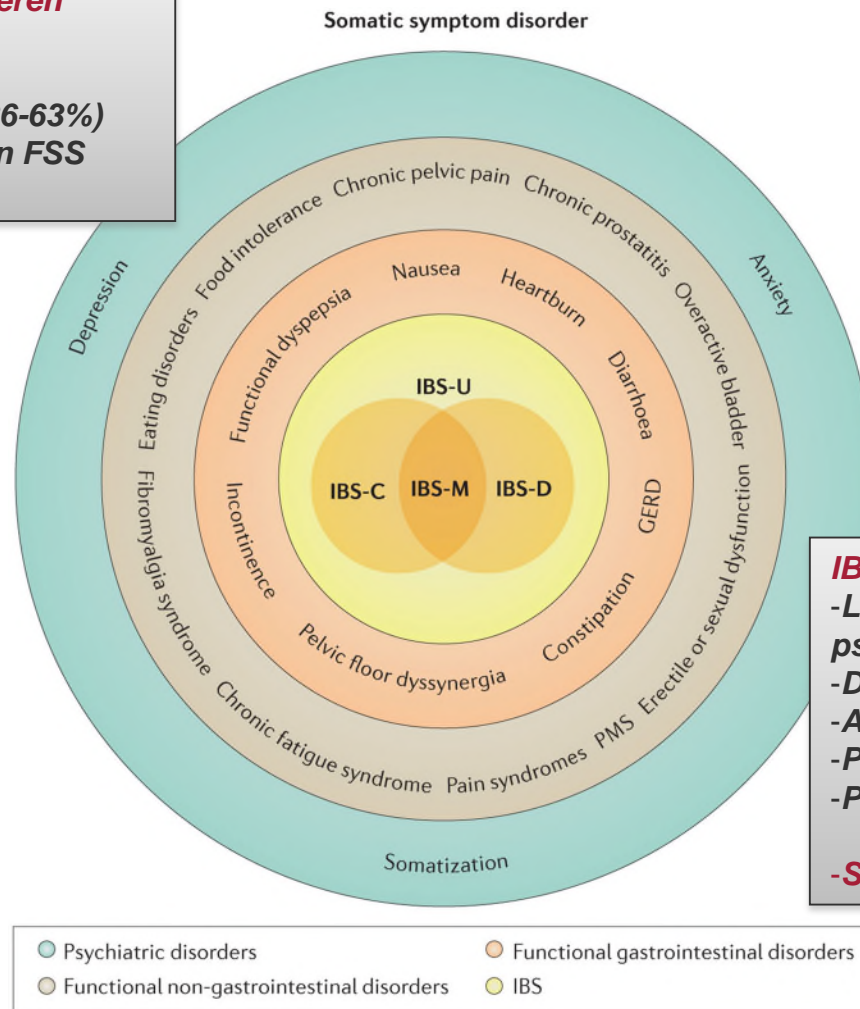 eren
6-63%)
n FSS
Somatic symptom disorder
Depression
Anxiety
Somatization
Chronic pelvic pain
Chronic prostatitis
Overactive bladder
Erectile or sexual dysfunction
PMS
Pain syndromes
Chronic fatigue syndrome
Fibromyalgia syndrome
Eating disorders
Food intolerance
Nausea
Heartburn
Diarrhoea
GERD
Constipation
Pelvic floor dyssynergia
Incontinence
Functional dyspepsia
IBS-U
IBS-C
IBS-M
IBS-D
IB
-L
ps
-D
-A
-P
-P
-S
Psychiatric disorders
Functional gastrointestinal disorders
Functional non-gastrointestinal disorders
IBS